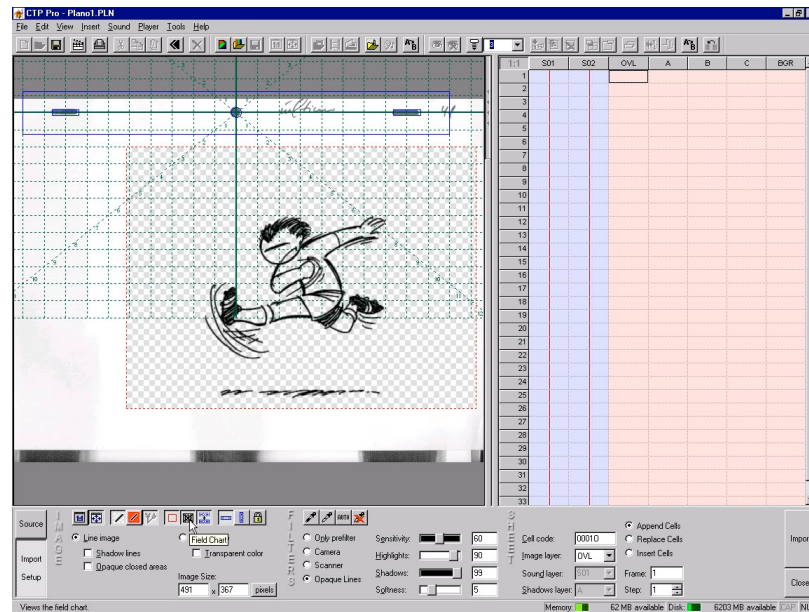 CTP Pro - Plano1.PLN
File Edit View Insert Sound Player Tools Help
1:1 S01 S02 OVL A B C BGR
1
2
3
4
5
6
7
8
9
10
11
12
13
14
15
16
17
18
19
20
21
22
23
24
25
26
27
28
29
30
31
32
33
Source
Import
Setup
IMAGE
Line image
Shadow lines
Opaque closed areas
Field Chart
Transparent color
Image Size:
491 x 367 pixels
FILTERS
AUTO
Only prefilter
Camera
Scanner
Opaque Lines
Sensitivity: 60
Highlights: 90
Shadows: 99
Softness: 5
SHEET
Cell code: 00010
Image layer: OVL
Sound layer: S01
Shadows layer: A
Append Cells
Replace Cells
Insert Cells
Frame: 1
Step: 1
Impor
Close
Views the field chart.
Memory: 62 MB available Disk: 6203 MB available CAP